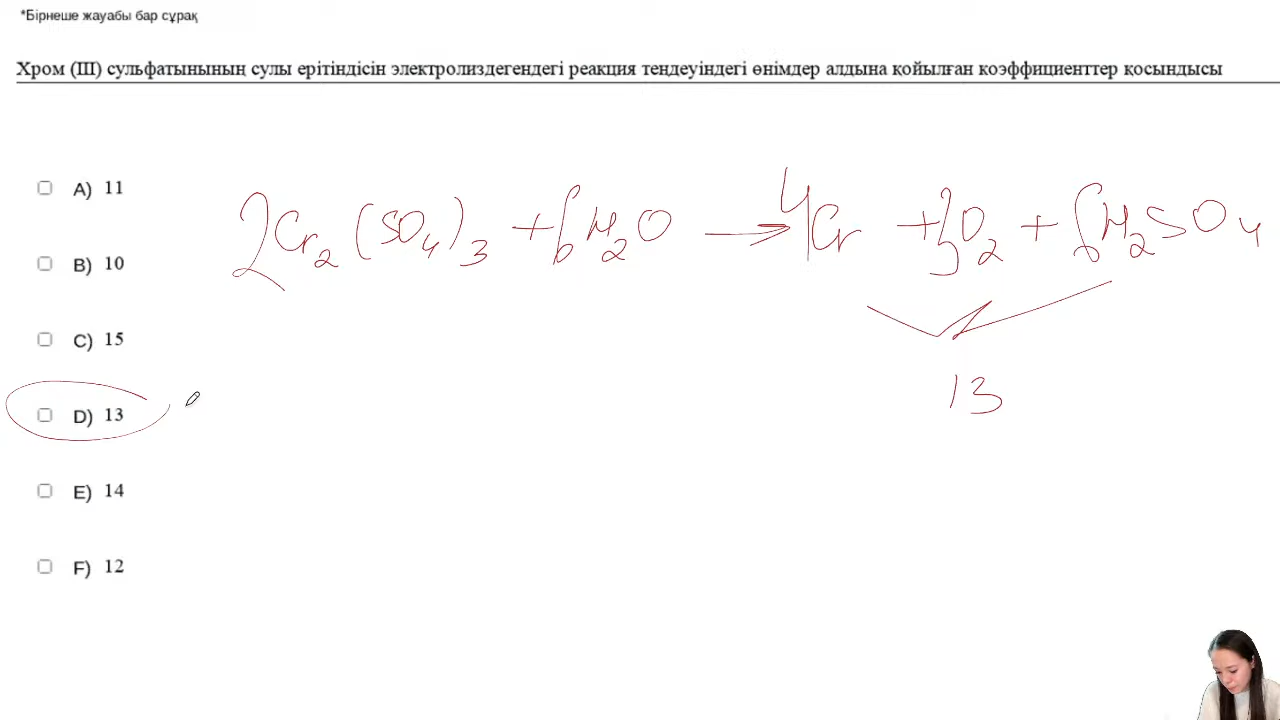 *Бірнеше жауабы бар сұрақ
Хром (III) сульфатынының сулы ерітіндісін электролиздегендегі реакция теңдеуіндегі өнімдер алдына қойылған коэффициенттер қосындысы
A) 11
2Cr₂(SO₄)₃ + 6H₂O → 4Cr + 3O₂ + 6H₂SO₄
B) 10
C) 15
13
D) 13
E) 14
F) 12